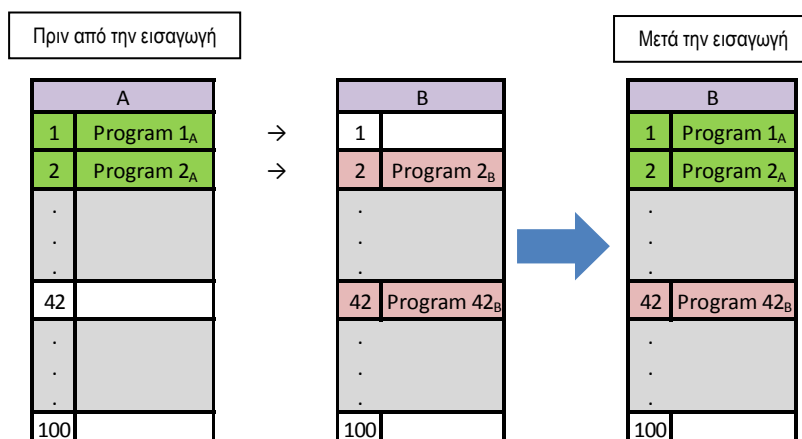 Πριν από την εισαγωγή
Μετά την εισαγωγή
A B B
1 Program 1A → 1 1 Program 1A
2 Program 2A → 2 Program 2B 2 Program 2A
. . .
. . .
. . .
42 42 Program 42B 42 Program 42B
. . .
. . .
. . .
100 100 100